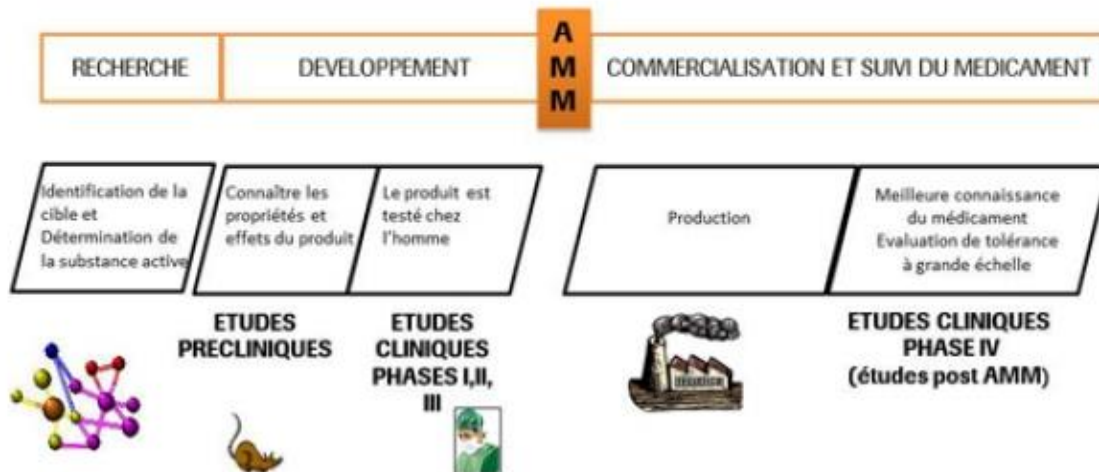 RECHERCHE
DEVELOPPEMENT
A
M
M
COMMERCIALISATION ET SUIVI DU MEDICAMENT
Identification de la
cible et
Détermination de
la substance active
Connaître les
propriétés et
effets du produit
Le produit est
testé chez
l'homme
Production
Meilleure connaissance
du médicament
Evaluation de tolérance
à grande échelle
ETUDES
PRECLINIQUES
ETUDES
CLINIQUES
PHASES I,II,
III
ETUDES CLINIQUES
PHASE IV
(études post AMM)